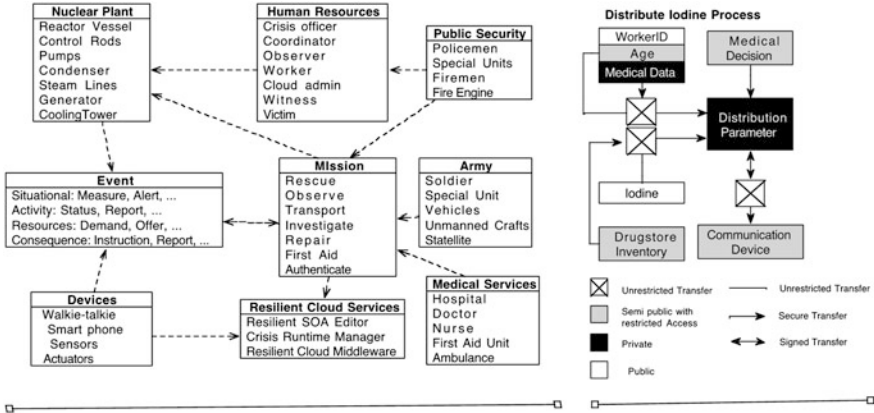 Nuclear Plant
Reactor Vessel
Control Rods
Pumps
Condenser
Steam Lines
Generator
CoolingTower
Human Resources
Crisis officer
Coordinator
Observer
Worker
Cloud admin
Witness
Victim
Public Security
Policemen
Special Units
Firemen
Fire Engine
Event
Situational: Measure, Alert, ...
Activity: Status, Report, ...
Resources: Demand, Offer, ...
Consequence: Instruction, Report, ...
MIssion
Rescue
Observe
Transport
Investigate
Repair
First Aid
Authenticate
Army
Soldier
Special Unit
Vehicles
Unmanned Crafts
Statellite
Devices
Walkie-talkie
Smart phone
Sensors
Actuators
Resilient Cloud Services
Resilient SOA Editor
Crisis Runtime Manager
Resilient Cloud Middleware
Medical Services
Hospital
Doctor
Nurse
First Aid Unit
Ambulance
Distribute Iodine Process
WorkerID
Age
Medical Data
Medical
Decision
Distribution
Parameter
Iodine
Drugstore
Inventory
Communication
Device
Unrestricted Transfer
Unrestricted Transfer
Semi public with
restricted Access
Secure Transfer
Private
Signed Transfer
Public